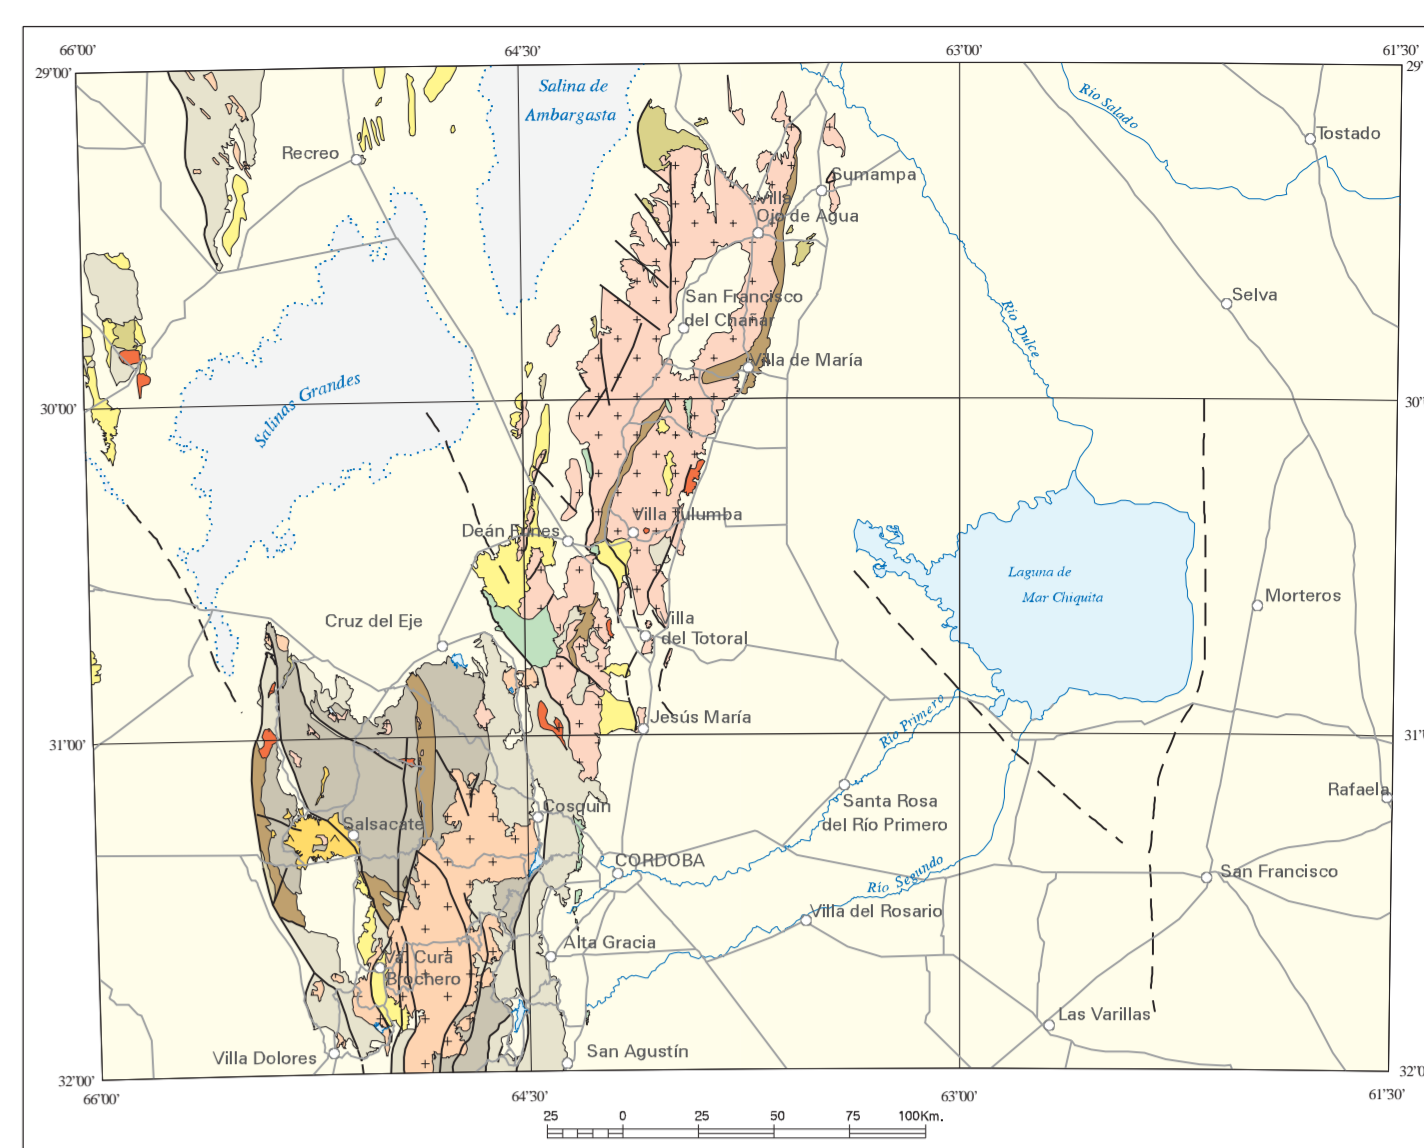 66°00'
64°30'
63°00'
61°30'
29°00'
29°
Salina de
Ambargasta
Río Salado
Tostado
Recreo
Sumampa
Villa
Ojo de Agua
San Francisco
del Chañar
Selva
Río Dulce
Villa de María
Salinas Grandes
30°00'
30°
Villa Tulumba
Deán Funes
Laguna de
Mar Chiquita
Morteros
Cruz del Eje
Villa
del Totoral
Jesús María
Río Primero
31°00'
31°
Rafaela
Cosquín
Santa Rosa
del Río Primero
Salsacate
CORDOBA
San Francisco
Río Segundo
Villa del Rosario
Alta Gracia
Va. Cura
Brochero
Las Varillas
Villa Dolores
San Agustín
32°00'
32°0
66°00'
64°30'
63°00'
61°30'
25 0 25 50 75 100Km.